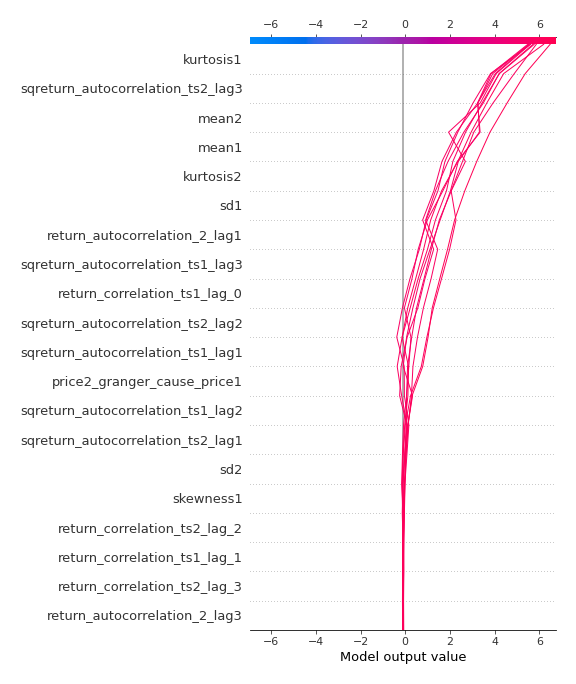 −6 −4 −2 0 2 4 6
kurtosis1
sqreturn_autocorrelation_ts2_lag3
mean2
mean1
kurtosis2
sd1
return_autocorrelation_2_lag1
sqreturn_autocorrelation_ts1_lag3
return_correlation_ts1_lag_0
sqreturn_autocorrelation_ts2_lag2
sqreturn_autocorrelation_ts1_lag1
price2_granger_cause_price1
sqreturn_autocorrelation_ts1_lag2
sqreturn_autocorrelation_ts2_lag1
sd2
skewness1
return_correlation_ts2_lag_2
return_correlation_ts1_lag_1
return_correlation_ts2_lag_3
return_autocorrelation_2_lag3
−6 −4 −2 0 2 4 6
Model output value